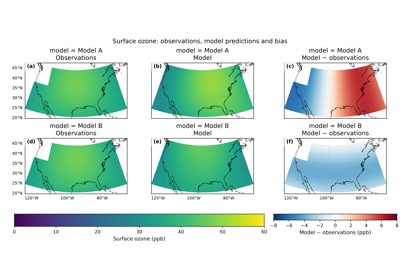 Surface ozone: observations, model predictions and bias
model = Model A
Observations
model = Model A
Model
model = Model A
Model − observations
(a)
(b)
(c)
45°N
40°N
35°N
30°N
25°N
20°N
model = Model B
Observations
model = Model B
Model
model = Model B
Model − observations
(d)
(e)
(f)
45°N
40°N
35°N
30°N
25°N
20°N
120°W 100°W 80°W
120°W 100°W 80°W
120°W 100°W 80°W
0 10 20 30 40 50 60
Surface ozone (ppb)
−8 −6 −4 −2 0 2 4 6 8
Model − observations (ppb)